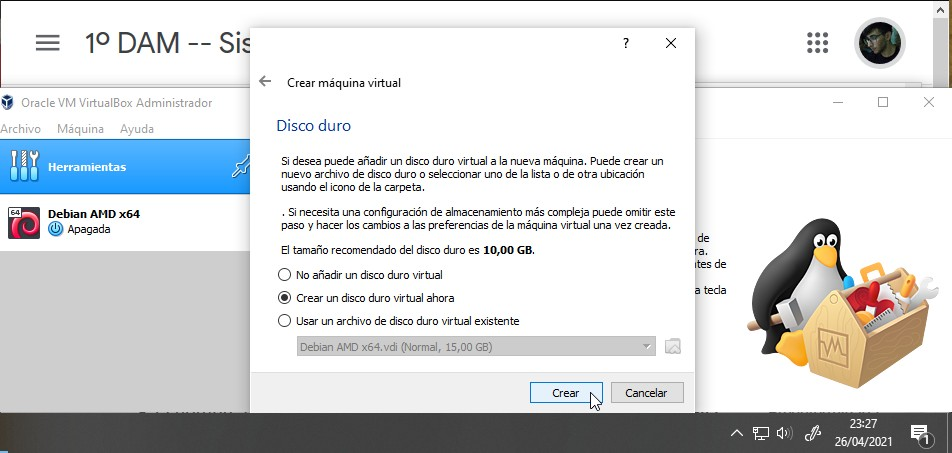 1º DAM -- Sis
?
Crear máquina virtual
Oracle VM VirtualBox Administrador
Archivo Máquina Ayuda
Herramientas
64
Debian AMD x64
Apagada
Disco duro
Si desea puede añadir un disco duro virtual a la nueva máquina. Puede crear un
nuevo archivo de disco duro o seleccionar uno de la lista o de otra ubicación
usando el icono de la carpeta.
. Si necesita una configuración de almacenamiento más compleja puede omitir este
paso y hacer los cambios a las preferencias de la máquina virtual una vez creada.
El tamaño recomendado del disco duro es 10,00 GB.
No añadir un disco duro virtual
Crear un disco duro virtual ahora
Usar un archivo de disco duro virtual existente
Debian AMD x64.vdi (Normal, 15,00 GB)
Crear Cancelar
de
ra.
ntes de
a tecla
23:27
26/04/2021
1